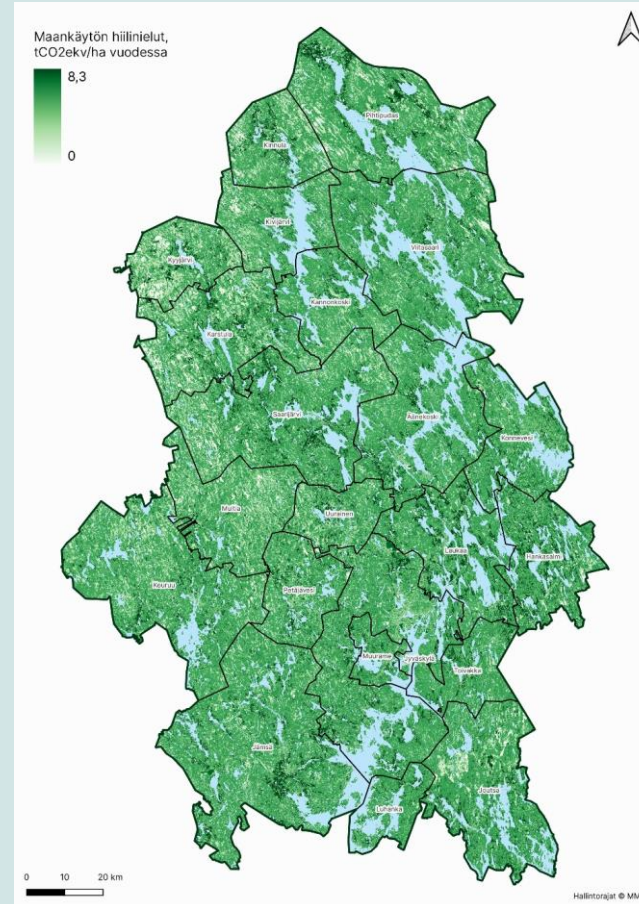 Maankäytön hiilinielut,
tCO2ekv/ha vuodessa
8,3
0
Pihtipudas
Kinnula
Kivijärvi
Viitasaari
Kyyjärvi
Kannonkoski
Karstula
Saarijärvi
Äänekoski
Konnevesi
Multia
Uurainen
Laukaa
Hankasalmi
Keuruu
Petäjävesi
Muurame
Jyväskylä
Toivakka
Jämsä
Joutsa
Luhanka
0 10 20 km
Hallintorajat © MM